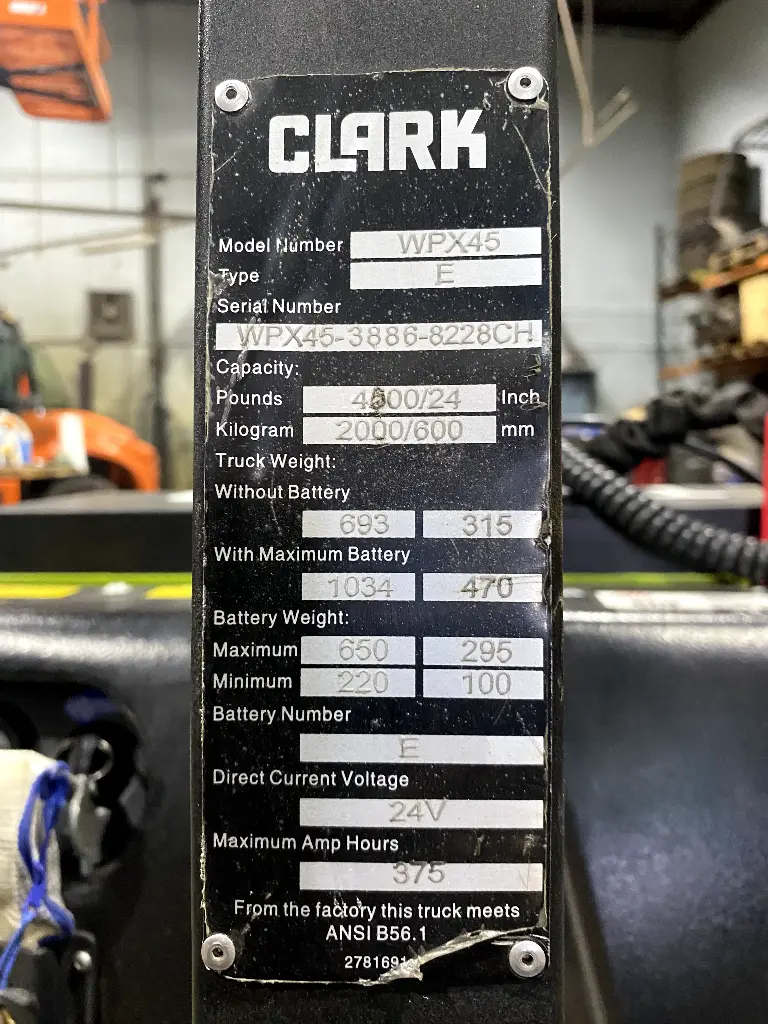 CLARK
Model Number WPX45
Type E
Serial Number
WPX45-3886-8228CH
Capacity:
Pounds 4500/24 Inch
Kilogram 2000/600 mm
Truck Weight:
Without Battery
693 315
With Maximum Battery
1034 470
Battery Weight:
Maximum 650 295
Minimum 220 100
Battery Number
E
Direct Current Voltage
24V
Maximum Amp Hours
375
From the factory this truck meets
ANSI B56.1
2781691